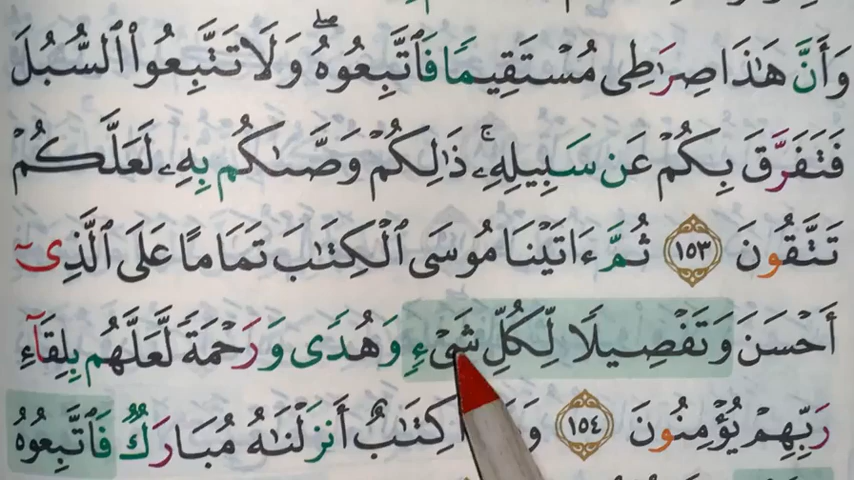 وَأَنَّ هَٰذَا صِرَٰطِى مُسْتَقِيمًا فَٱتَّبِعُوهُ ۖ وَلَا تَتَّبِعُوا۟ ٱلسُّبُلَ
فَتَفَرَّقَ بِكُمْ عَن سَبِيلِهِۦ ۚ ذَٰلِكُمْ وَصَّىٰكُم بِهِۦ لَعَلَّكُمْ
تَتَّقُونَ ١٥٣ ثُمَّ ءَاتَيْنَا مُوسَى ٱلْكِتَٰبَ تَمَامًا عَلَى ٱلَّذِىٓ
أَحْسَنَ وَتَفْصِيلًا لِّكُلِّ شَىْءٍ وَهُدًى وَرَحْمَةً لَّعَلَّهُم بِلِقَآءِ
رَبِّهِمْ يُؤْمِنُونَ ١٥٤ كِتَٰبٌ أَنزَلْنَٰهُ مُبَارَكٌ فَٱتَّبِعُوهُ